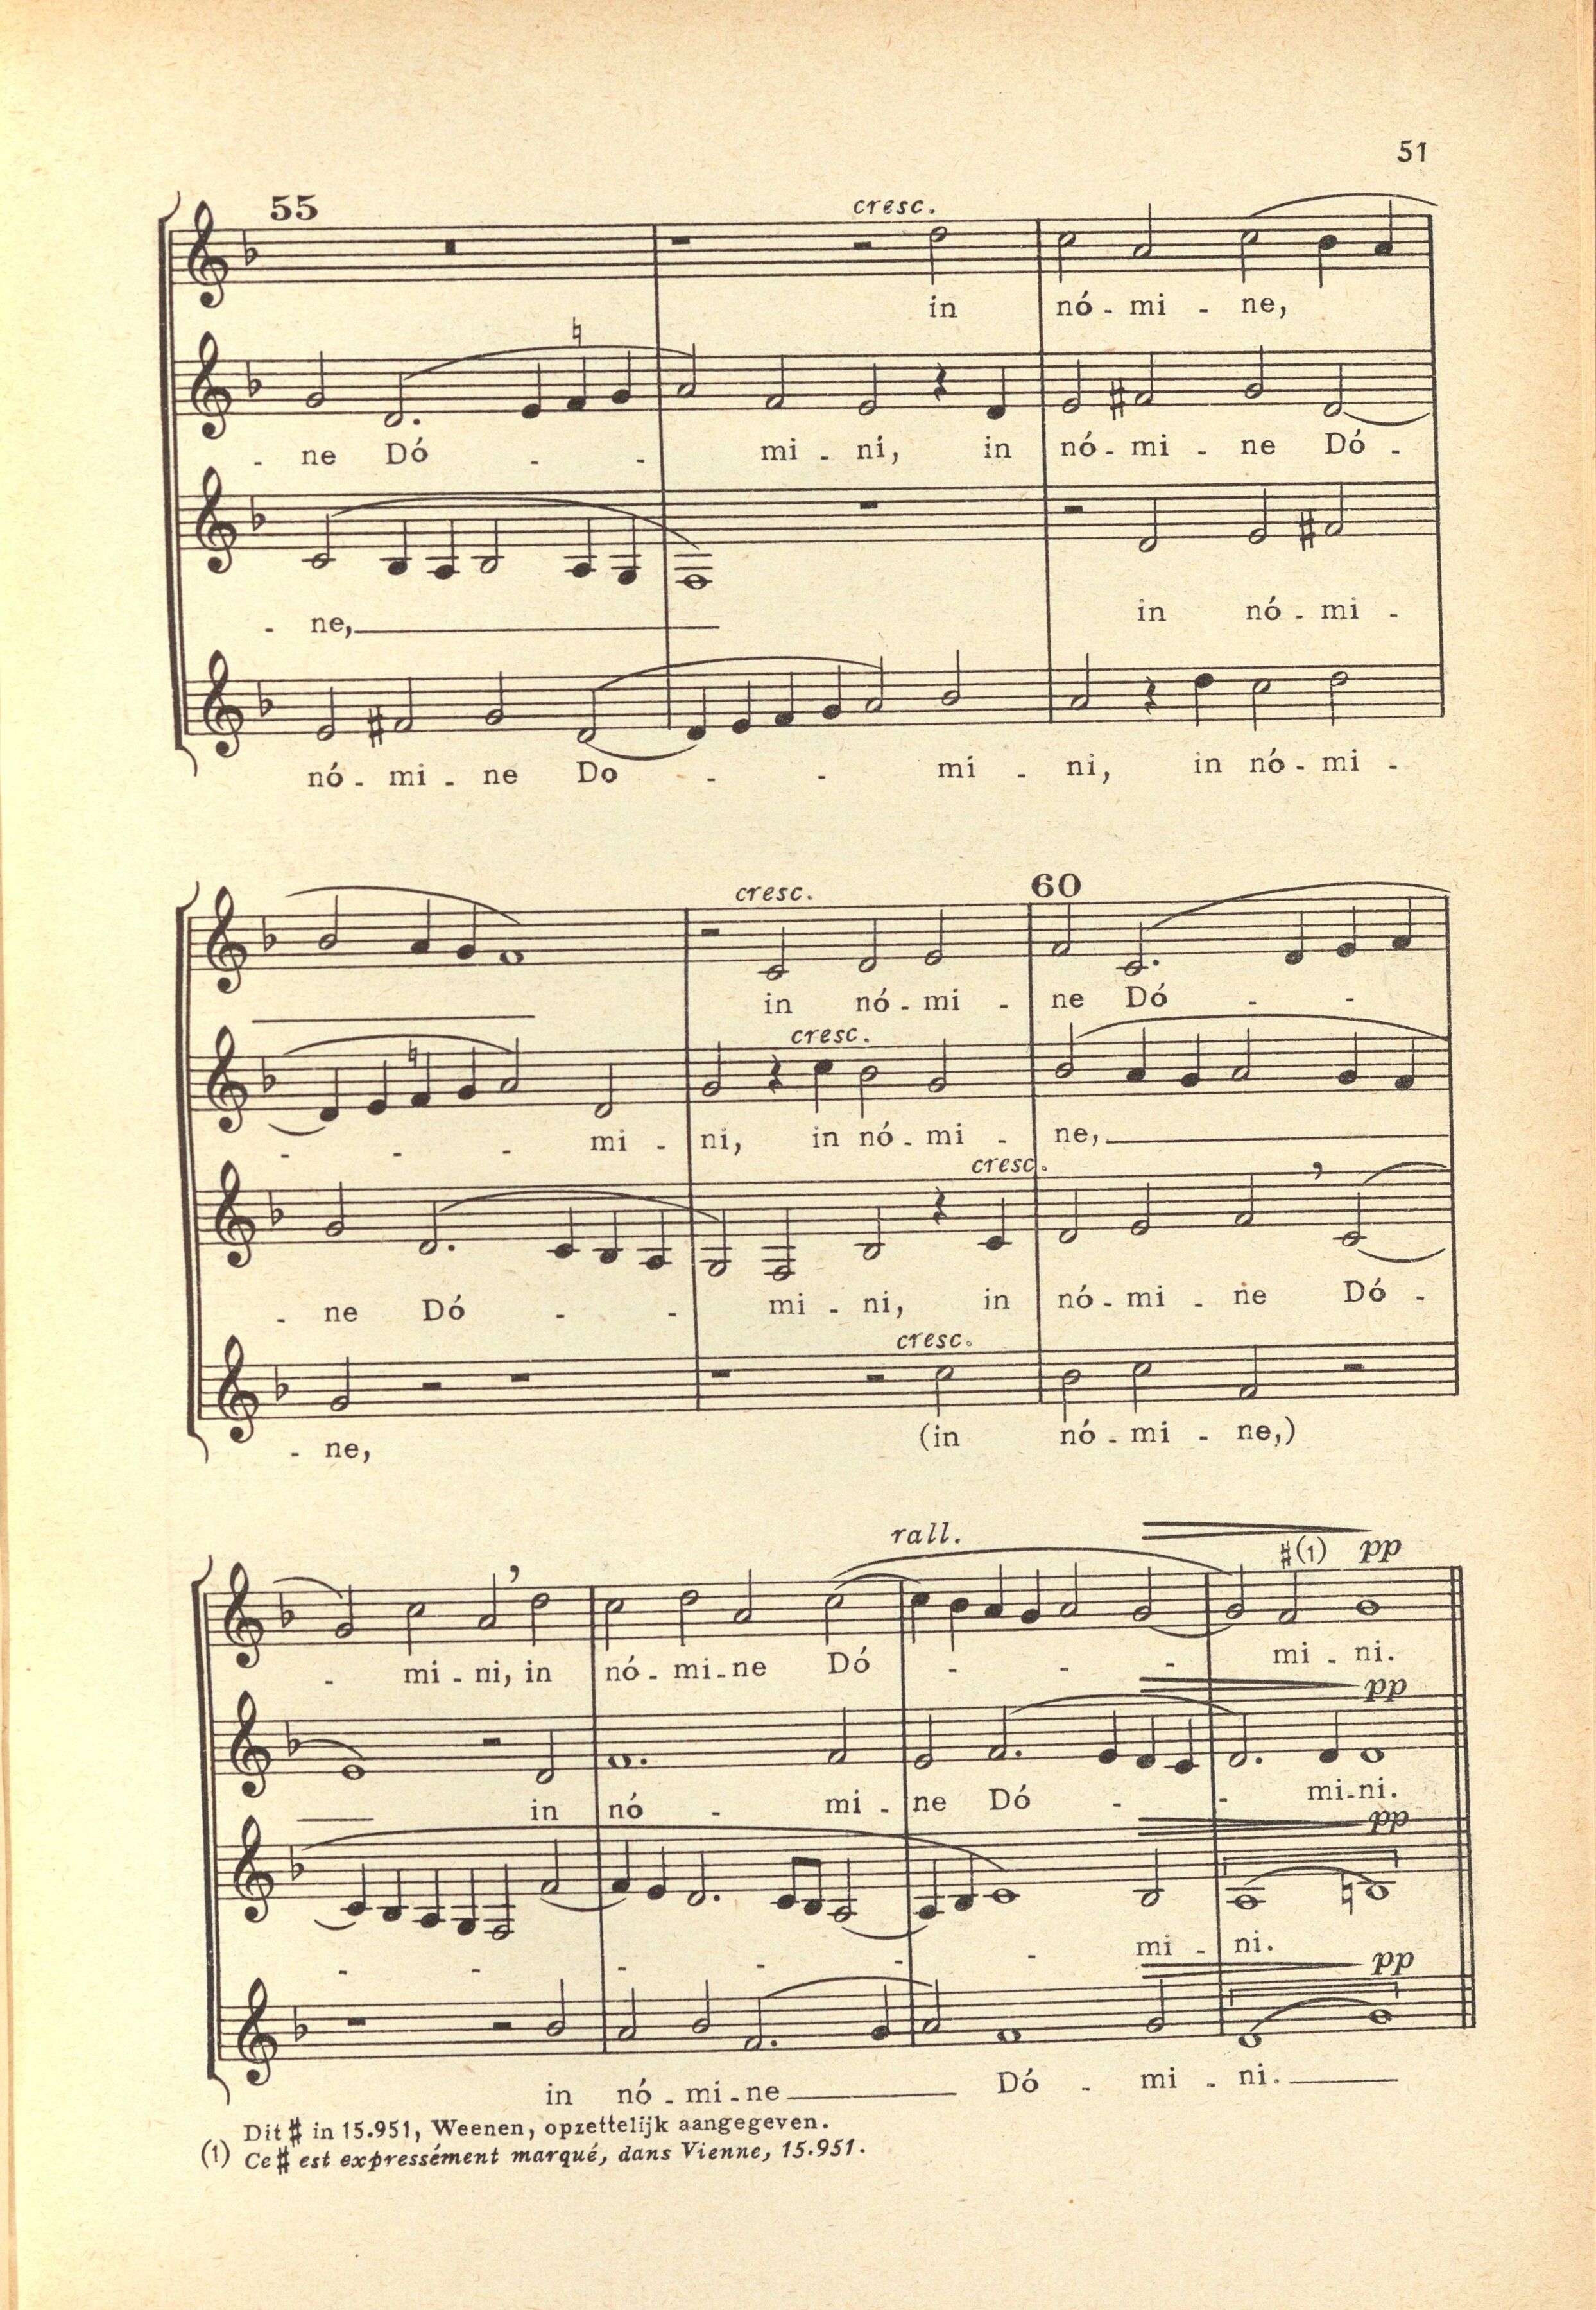 51
55
cresc.
in nó - mi - ne,
- ne Dó - - mi - ni, in nó - mi - ne Dó -
- ne, in nó - mi -
nó - mi - ne Do - - mi - ni, in nó - mi -
cresc. 60
in nó - mi - ne Dó - -
cresc.
- - - mi - ni, in nó - mi - ne,
cresc.
- ne Dó - - mi - ni, in nó - mi - ne Dó -
cresc.
- ne, (in nó - mi - ne,)
rall. ♯(1) pp
- mi - ni, in nó - mi - ne Dó - - - mi - ni.
pp
in nó - mi - ne Dó - - mi - ni.
pp
- - - - - - mi - ni.
pp
in nó - mi - ne Dó - mi - ni.
Dit ♯ in 15.951, Weenen, opzettelijk aangegeven.
(1) Ce ♯ est expressément marqué, dans Vienne, 15.951.